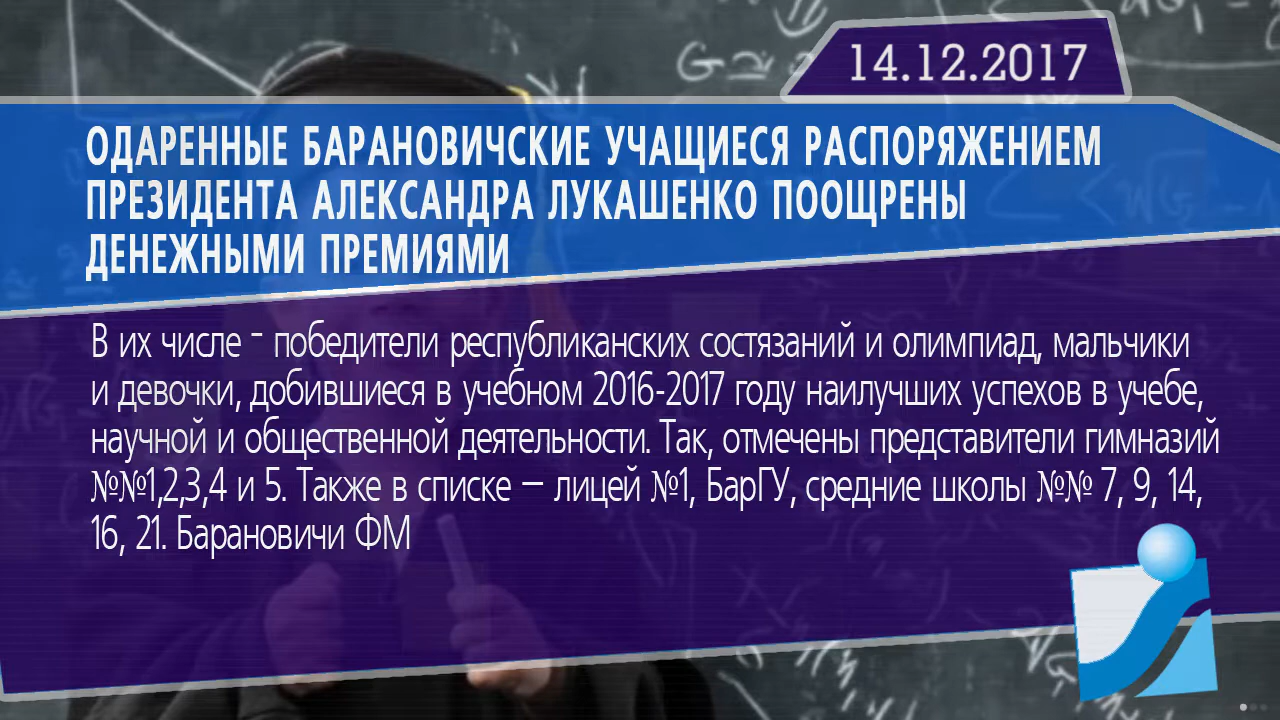 14.12.2017
ОДАРЕННЫЕ БАРАНОВИЧСКИЕ УЧАЩИЕСЯ РАСПОРЯЖЕНИЕМ
ПРЕЗИДЕНТА АЛЕКСАНДРА ЛУКАШЕНКО ПООЩРЕНЫ
ДЕНЕЖНЫМИ ПРЕМИЯМИ
В их числе - победители республиканских состязаний и олимпиад, мальчики
и девочки, добившиеся в учебном 2016-2017 году наилучших успехов в учебе,
научной и общественной деятельности. Так, отмечены представители гимназий
№№1,2,3,4 и 5. Также в списке – лицей №1, БарГУ, средние школы №№ 7, 9, 14,
16, 21. Барановичи ФМ